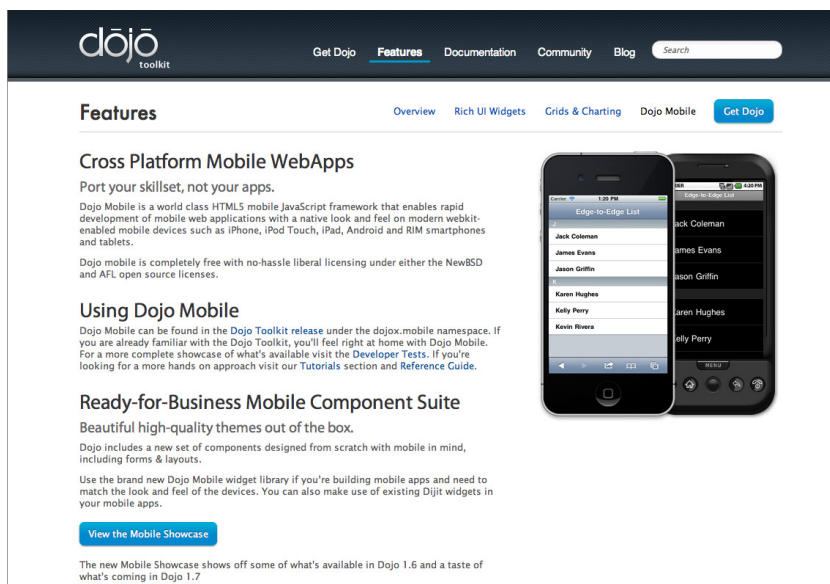 dōjō
toolkit
Get Dojo Features Documentation Community Blog Search
Features
Overview Rich UI Widgets Grids & Charting Dojo Mobile Get Dojo
Cross Platform Mobile WebApps
Port your skillset, not your apps.
Dojo Mobile is a world class HTML5 mobile JavaScript framework that enables rapid
development of mobile web applications with a native look and feel on modern webkit-
enabled mobile devices such as iPhone, iPod Touch, iPad, Android and RIM smartphones
and tablets.
Dojo mobile is completely free with no-hassle liberal licensing under either the NewBSD
and AFL open source licenses.
Using Dojo Mobile
Dojo Mobile can be found in the Dojo Toolkit release under the dojox.mobile namespace. If
you are already familiar with the Dojo Toolkit, you'll feel right at home with Dojo Mobile.
For a more complete showcase of what's available visit the Developer Tests. If you're
looking for a more hands on approach visit our Tutorials section and Reference Guide.
Ready-for-Business Mobile Component Suite
Beautiful high-quality themes out of the box.
Dojo includes a new set of components designed from scratch with mobile in mind,
including forms & layouts.
Use the brand new Dojo Mobile widget library if you're building mobile apps and need to
match the look and feel of the devices. You can also make use of existing Dijit widgets in
your mobile apps.
View the Mobile Showcase
The new Mobile Showcase shows off some of what's available in Dojo 1.6 and a taste of
what's coming in Dojo 1.7
Carrier 1:20 PM
Edge-to-Edge List
J
Jack Coleman
James Evans
Jason Griffin
K
Karen Hughes
Kelly Perry
Kevin Rivera
4:20 PM
Edge-to-Edge List
ack Coleman
ames Evans
ason Griffin
aren Hughes
elly Perry
MENU